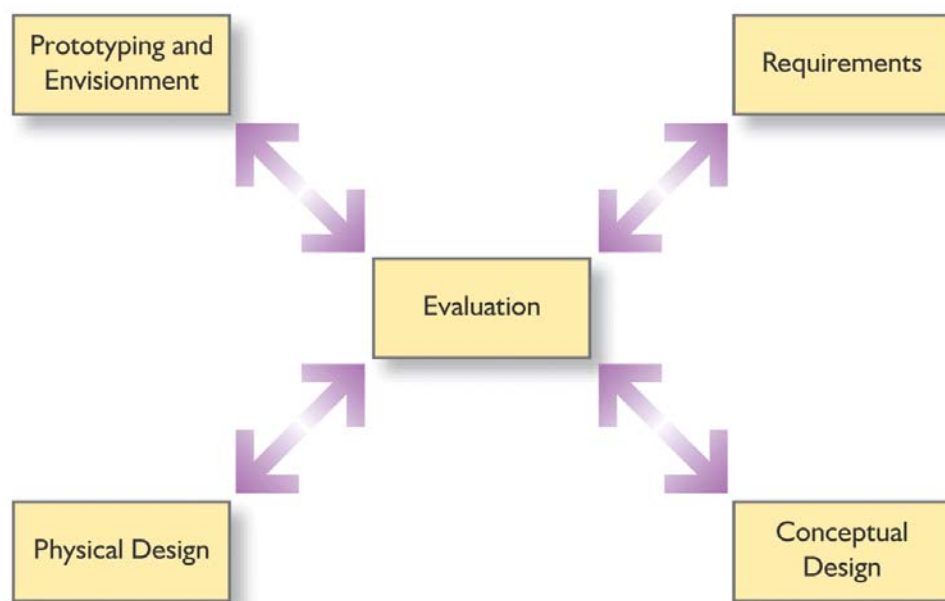 Prototyping and
Envisionment
Requirements
Evaluation
Physical Design
Conceptual
Design